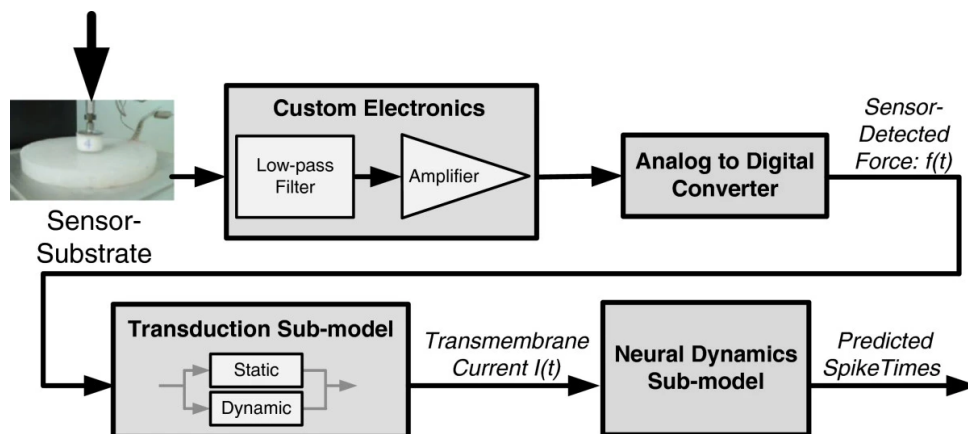 Custom Electronics
Low-pass
Filter
Amplifier
Analog to Digital
Converter
Sensor-
Detected
Force: f(t)
4
Sensor-
Substrate
Transduction Sub-model
Static
Dynamic
Transmembrane
Current I(t)
Neural Dynamics
Sub-model
Predicted
SpikeTimes